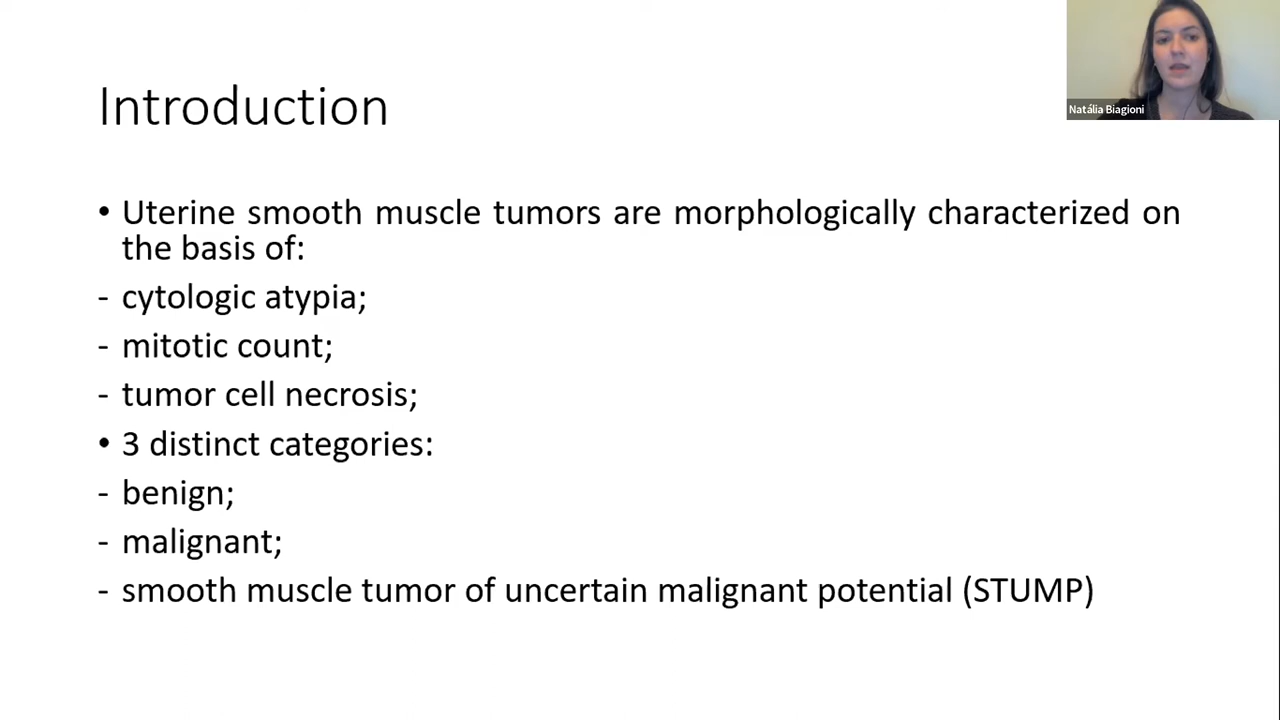 Introduction
Natália Biagioni
• Uterine smooth muscle tumors are morphologically characterized on
the basis of:
- cytologic atypia;
- mitotic count;
- tumor cell necrosis;
• 3 distinct categories:
- benign;
- malignant;
- smooth muscle tumor of uncertain malignant potential (STUMP)